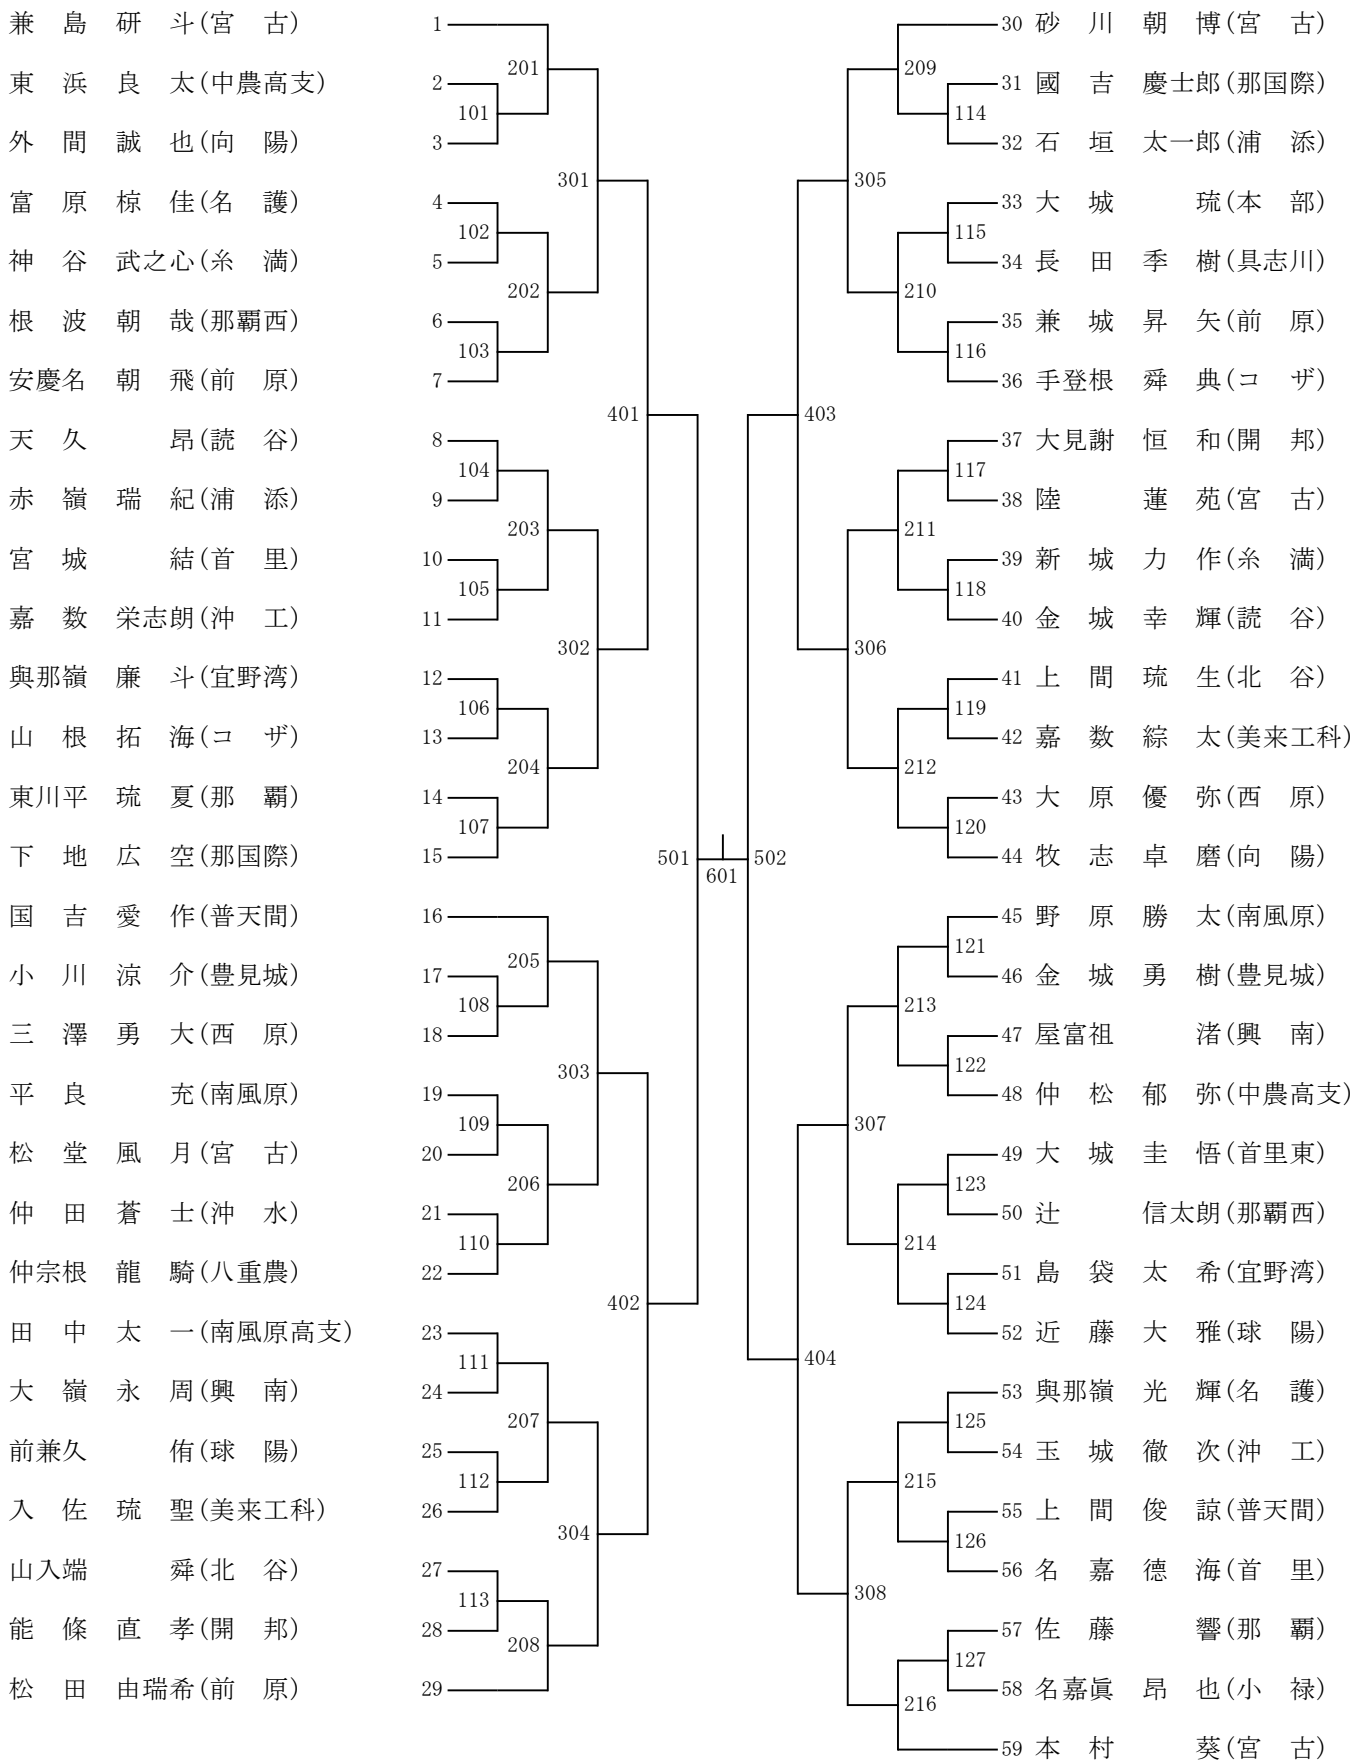 兼島研斗(宮古) 1
201
東浜良太(中農高支) 2
101
外間誠也(向陽) 3
301
富原椋佳(名護) 4
102
神谷武之心(糸満) 5
202
根波朝哉(那覇西) 6
103
安慶名朝飛(前原) 7
401
天久昂(読谷) 8
104
赤嶺瑞紀(浦添) 9
203
宮城結(首里) 10
105
嘉数栄志朗(沖工) 11
302
與那嶺廉斗(宜野湾) 12
106
山根拓海(コザ) 13
204
東川平琉夏(那覇) 14
107
下地広空(那国際) 15
501
国吉愛作(普天間) 16
205
小川涼介(豊見城) 17
108
三澤勇大(西原) 18
303
平良充(南風原) 19
109
松堂風月(宮古) 20
206
仲田蒼士(沖水) 21
110
仲宗根龍騎(八重農) 22
402
田中太一(南風原高支) 23
111
大嶺永周(興南) 24
207
前兼久侑(球陽) 25
112
入佐琉聖(美来工科) 26
304
山入端舜(北谷) 27
113
能條直孝(開邦) 28
208
松田由瑞希(前原) 29
601
30 砂川朝博(宮古)
209
31 國吉慶士郎(那国際)
114
32 石垣太一郎(浦添)
305
33 大城琉(本部)
115
34 長田季樹(具志川)
210
35 兼城昇矢(前原)
116
36 手登根舜典(コザ)
403
37 大見謝恒和(開邦)
117
38 陸蓮苑(宮古)
211
39 新城力作(糸満)
118
40 金城幸輝(読谷)
306
41 上間琉生(北谷)
119
42 嘉数綜太(美来工科)
212
43 大原優弥(西原)
120
44 牧志卓磨(向陽)
502
45 野原勝太(南風原)
121
46 金城勇樹(豊見城)
213
47 屋富祖渚(興南)
122
48 仲松郁弥(中農高支)
307
49 大城圭悟(首里東)
123
50 辻信太朗(那覇西)
214
51 島袋太希(宜野湾)
124
52 近藤大雅(球陽)
404
53 與那嶺光輝(名護)
125
54 玉城徹次(沖工)
215
55 上間俊諒(普天間)
126
56 名嘉德海(首里)
308
57 佐藤響(那覇)
127
58 名嘉眞昂也(小禄)
216
59 本村葵(宮古)